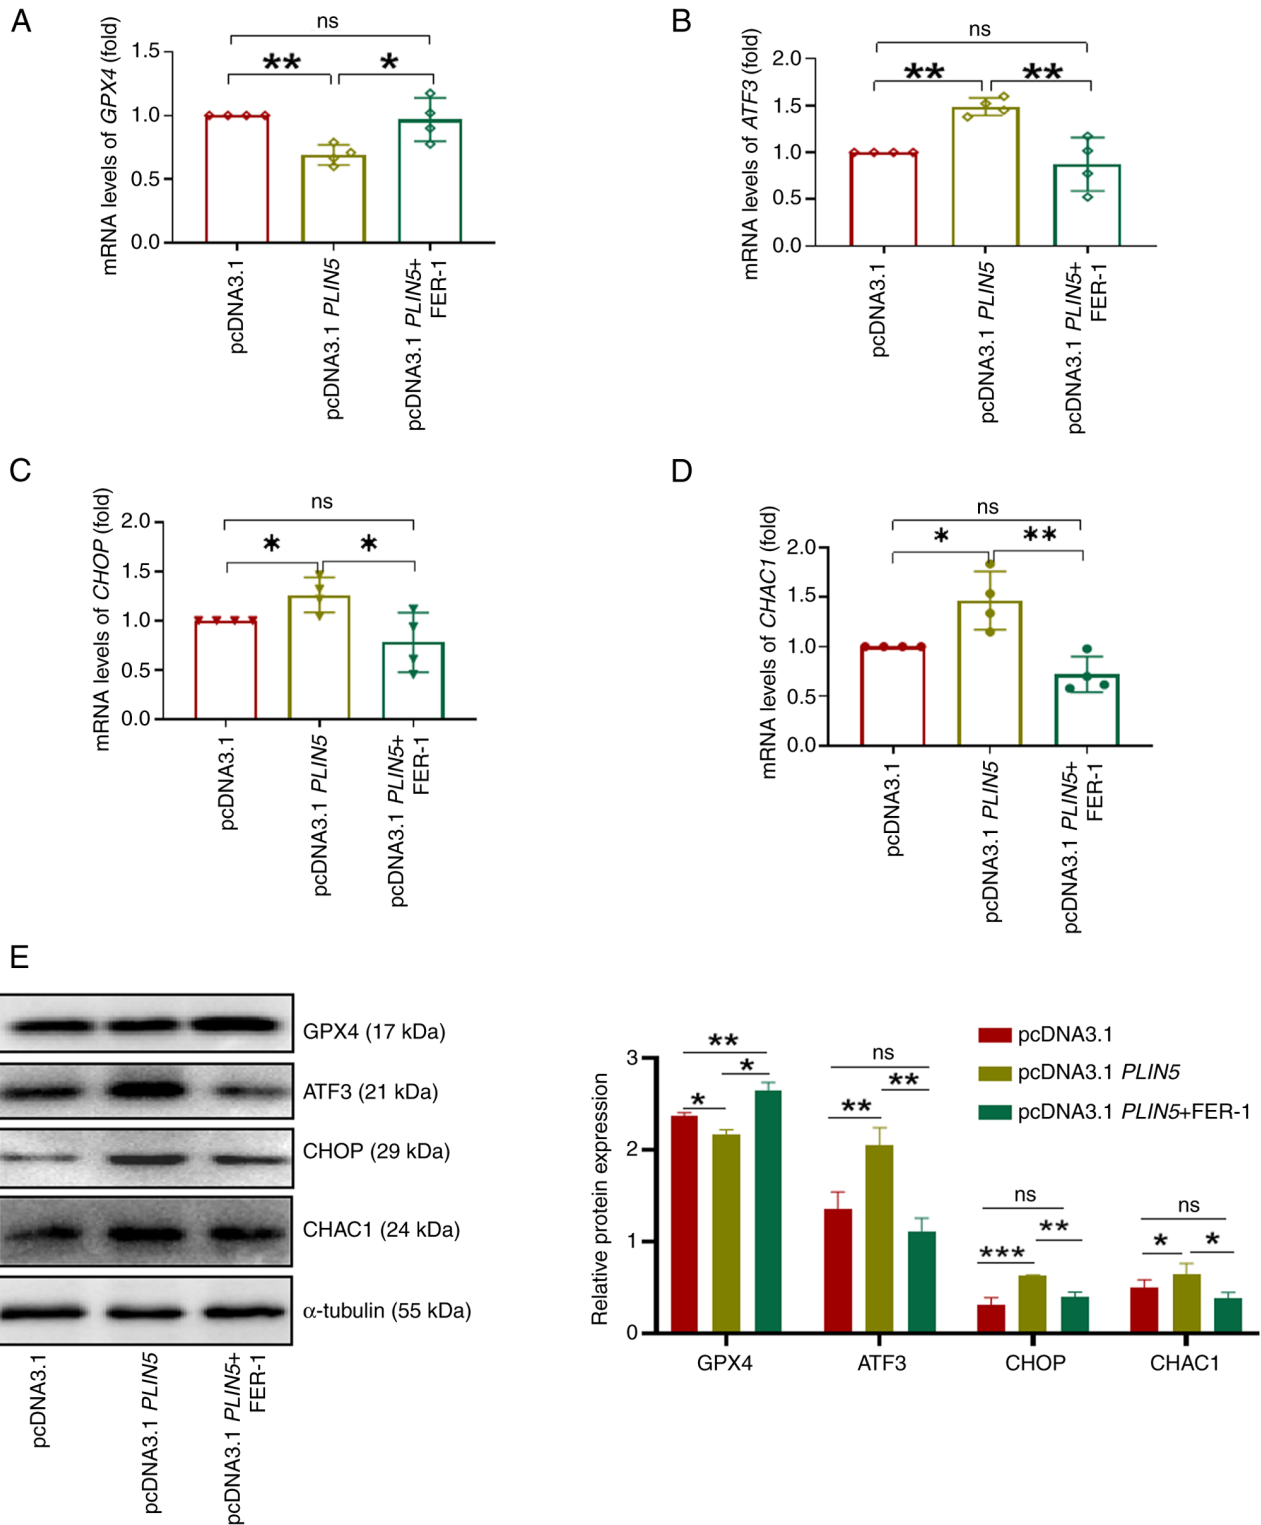 A
mRNA levels of GPX4 (fold)
1.5
1.0
0.5
0.0
ns
**
*
pcDNA3.1
pcDNA3.1 PLIN5
pcDNA3.1 PLIN5+
FER-1
B
mRNA levels of ATF3 (fold)
2.0
1.5
1.0
0.5
0.0
ns
**
**
pcDNA3.1
pcDNA3.1 PLIN5
pcDNA3.1 PLIN5+
FER-1
C
mRNA levels of CHOP (fold)
2.0
1.5
1.0
0.5
0.0
ns
*
*
pcDNA3.1
pcDNA3.1 PLIN5
pcDNA3.1 PLIN5+
FER-1
D
mRNA levels of CHAC1 (fold)
2.0
1.5
1.0
0.5
0.0
ns
*
**
pcDNA3.1
pcDNA3.1 PLIN5
pcDNA3.1 PLIN5+
FER-1
E
GPX4 (17 kDa)
ATF3 (21 kDa)
CHOP (29 kDa)
CHAC1 (24 kDa)
α-tubulin (55 kDa)
pcDNA3.1
pcDNA3.1 PLIN5
pcDNA3.1 PLIN5+
FER-1
Relative protein expression
3
2
1
0
**
*
*
ns
**
**
ns
**
***
ns
*
*
GPX4
ATF3
CHOP
CHAC1
pcDNA3.1
pcDNA3.1 PLIN5
pcDNA3.1 PLIN5+FER-1